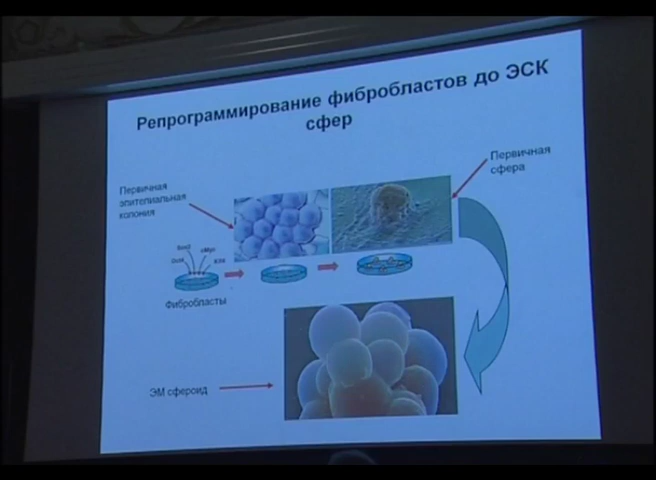 Репрограммирование фибробластов до ЭСК
сфер
Первичная
эпителиальная
колония
Первичная
сфера
Фибробласты
ЭМ сфероид